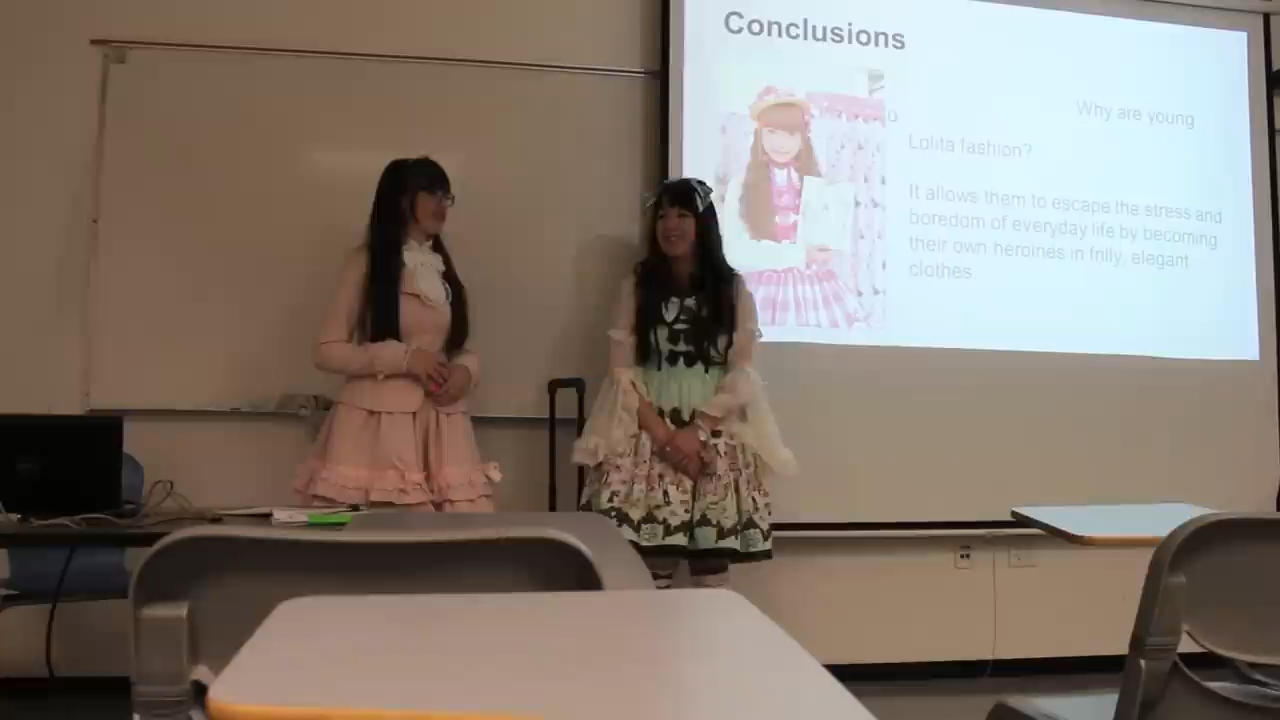 Conclusions
Why are young
Lolita fashion?
It allows them to escape the stress and
boredom of everyday life by becoming
their own heroines in frilly, elegant
clothes